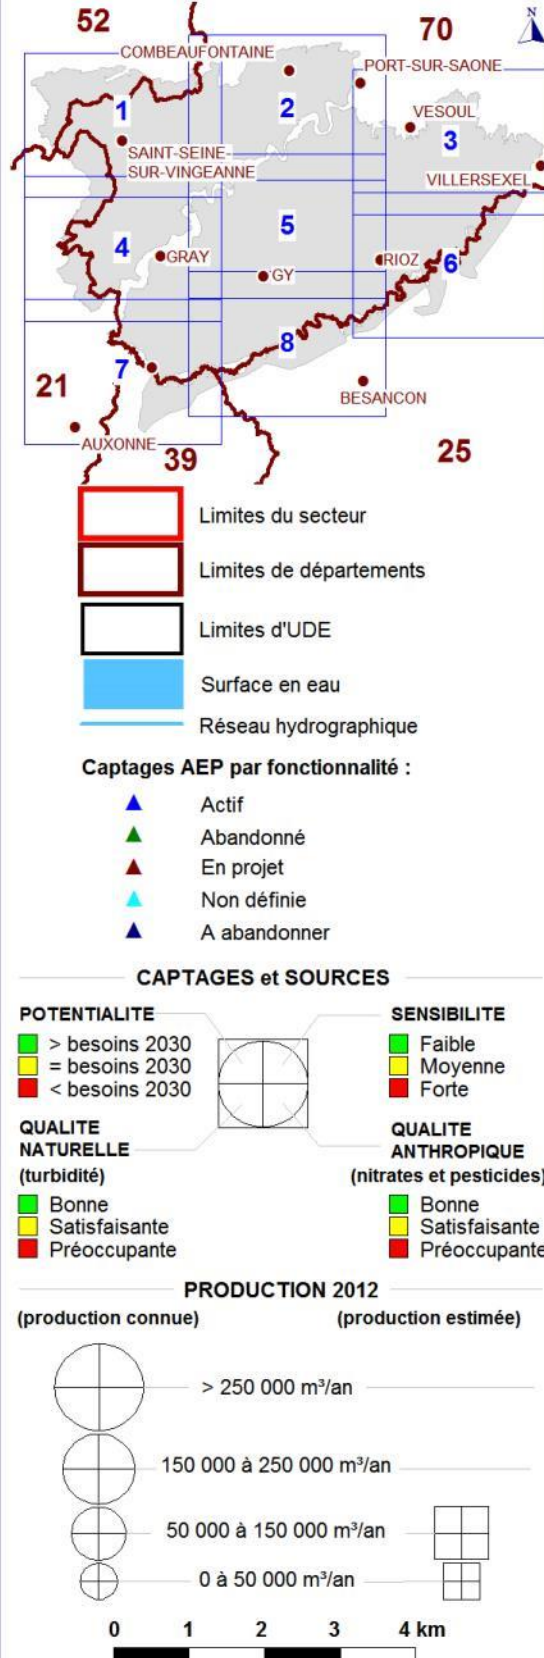 52
70
N
COMBEAUFONTAINE
PORT-SUR-SAONE
1
2
VESOUL
3
SAINT-SEINE-
SUR-VINGEANNE
VILLERSEXEL
5
4
GRAY
RIOZ
6
GY
8
7
21
BESANCON
AUXONNE
39
25
Limites du secteur
Limites de départements
Limites d'UDE
Surface en eau
Réseau hydrographique
Captages AEP par fonctionnalité :
Actif
Abandonné
En projet
Non définie
A abandonner
CAPTAGES et SOURCES
POTENTIALITE
> besoins 2030
= besoins 2030
< besoins 2030
SENSIBILITE
Faible
Moyenne
Forte
QUALITE
NATURELLE
(turbidité)
Bonne
Satisfaisante
Préoccupante
QUALITE
ANTHROPIQUE
(nitrates et pesticides)
Bonne
Satisfaisante
Préoccupante
PRODUCTION 2012
(production connue) (production estimée)
> 250 000 m³/an
150 000 à 250 000 m³/an
50 000 à 150 000 m³/an
0 à 50 000 m³/an
0 1 2 3 4 km